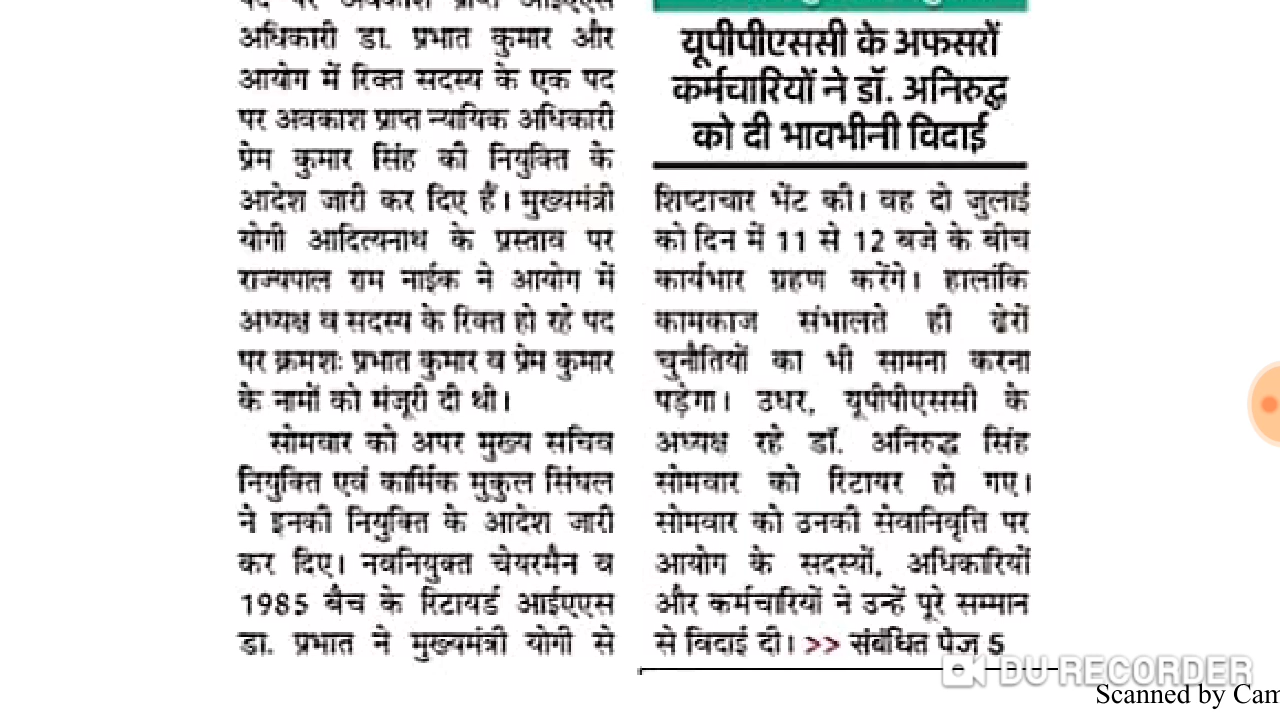 पद पर अवकाश प्राप्त आईएएस
अधिकारी डा. प्रभात कुमार और
आयोग में रिक्त सदस्य के एक पद
पर अवकाश प्राप्त न्यायिक अधिकारी
प्रेम कुमार सिंह की नियुक्ति के
आदेश जारी कर दिए हैं। मुख्यमंत्री
योगी आदित्यनाथ के प्रस्ताव पर
राज्यपाल राम नाईक ने आयोग में
अध्यक्ष व सदस्य के रिक्त हो रहे पद
पर क्रमशः प्रभात कुमार व प्रेम कुमार
के नामों को मंजूरी दी थी।
सोमवार को अपर मुख्य सचिव
नियुक्ति एवं कार्मिक मुकुल सिंघल
ने इनकी नियुक्ति के आदेश जारी
कर दिए। नवनियुक्त चेयरमैन व
1985 बैच के रिटायर्ड आईएएस
डा. प्रभात ने मुख्यमंत्री योगी से
यूपीपीएससी के अफसरों
कर्मचारियों ने डॉ. अनिरुद्ध
को दी भावभीनी विदाई
शिष्टाचार भेंट की। वह दो जुलाई
को दिन में 11 से 12 बजे के बीच
कार्यभार ग्रहण करेंगे। हालांकि
कामकाज संभालते ही ढेरों
चुनौतियों का भी सामना करना
पड़ेगा। उधर, यूपीपीएससी के
अध्यक्ष रहे डॉ. अनिरुद्ध सिंह
सोमवार को रिटायर हो गए।
सोमवार को उनकी सेवानिवृत्ति पर
आयोग के सदस्यों, अधिकारियों
और कर्मचारियों ने उन्हें पूरे सम्मान
से विदाई दी। >> संबंधित पेज 5
DU RECORDER
Scanned by Cam